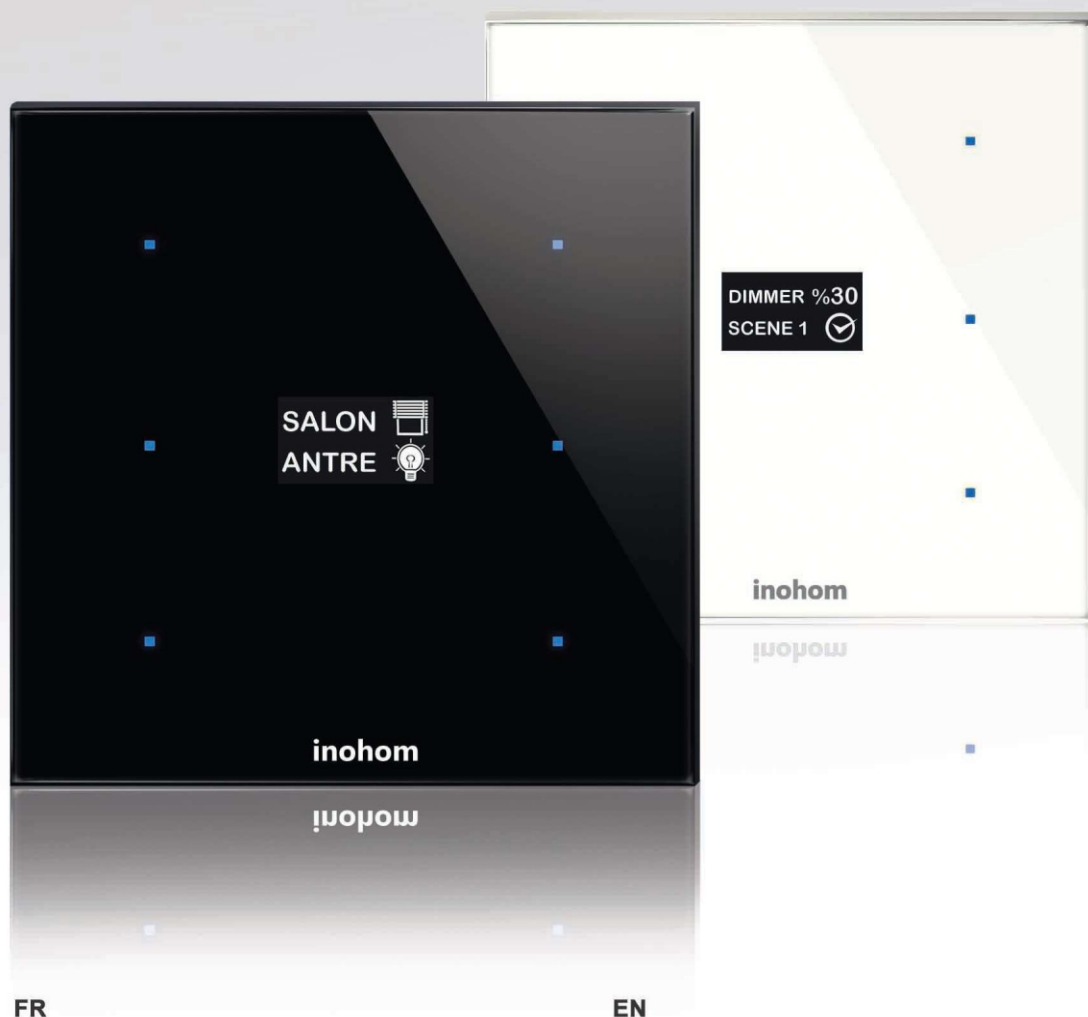 SALON
ANTRE
inohom
DIMMER %30
SCENE 1
inohom
FR
EN